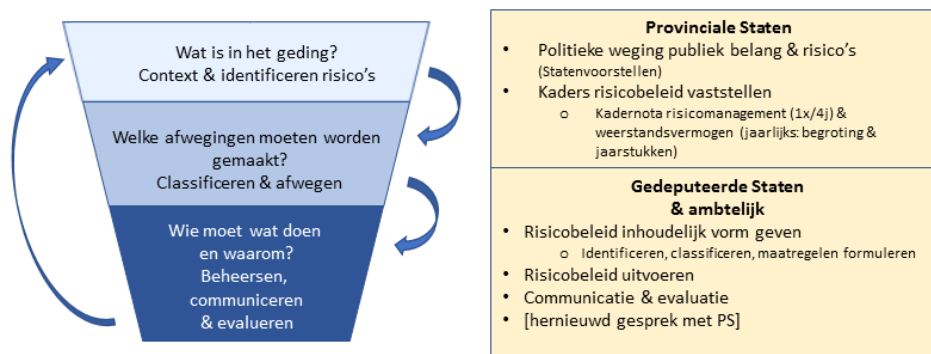 Wat is in het geding?
Context & identificeren risico's
Welke afwegingen moeten worden
gemaakt?
Classificeren & afwegen
Wie moet wat doen
en waarom?
Beheersen,
communiceren
& evalueren
Provinciale Staten
• Politieke weging publiek belang & risico's
(Statenvoorstellen)
• Kaders risicobeleid vaststellen
o Kadernota risicomanagement (1x/4j) &
weerstandsvermogen (jaarlijks: begroting &
jaarstukken)
Gedeputeerde Staten
& ambtelijk
• Risicobeleid inhoudelijk vorm geven
o Identificeren, classificeren, maatregelen formuleren
• Risicobeleid uitvoeren
• Communicatie & evaluatie
• [hernieuwd gesprek met PS]